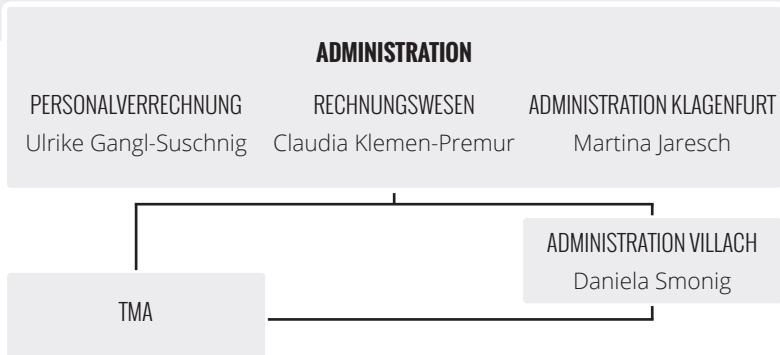 ADMINISTRATION
PERSONALVERRECHNUNG
Ulrike Gangl-Suschnig
RECHNUNGSWESEN
Claudia Klemen-Premur
ADMINISTRATION KLAGENFURT
Martina Jaresch
ADMINISTRATION VILLACH
Daniela Smonig
TMA